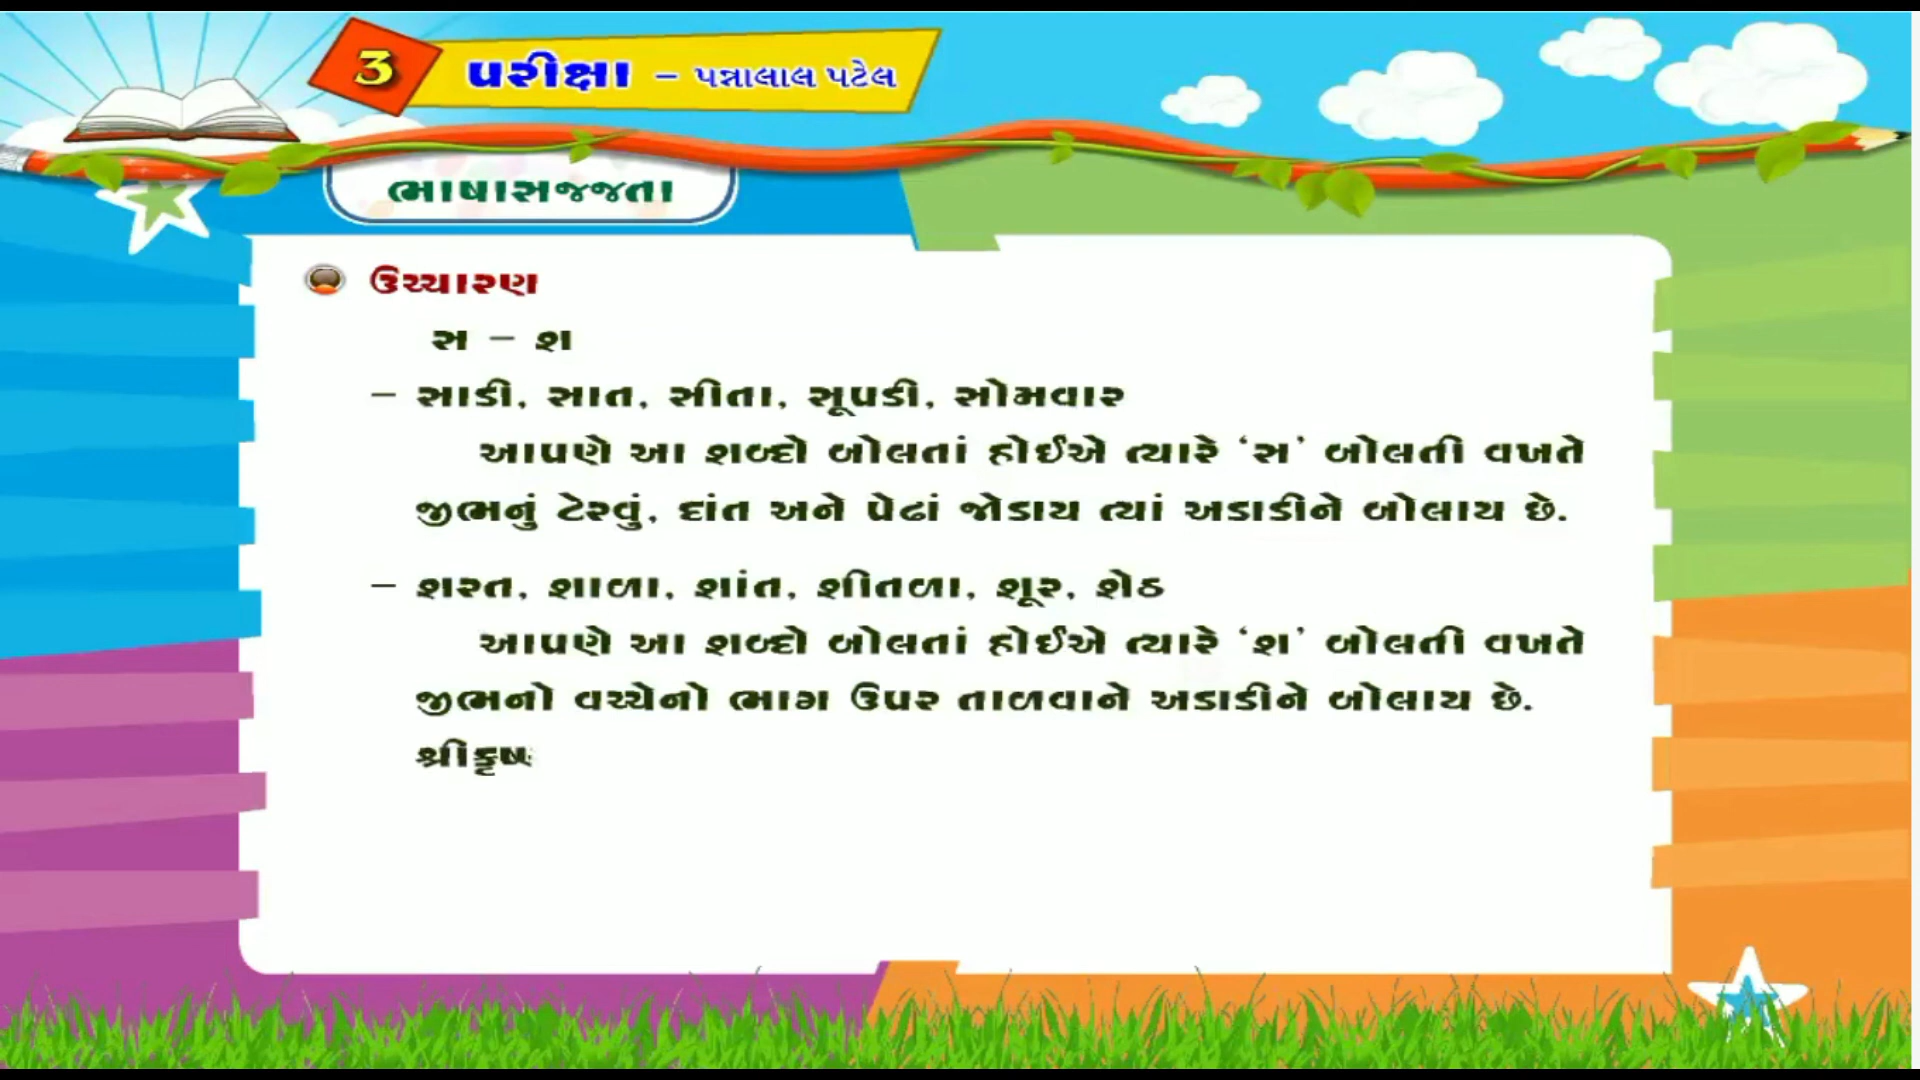 3 પરીક્ષા – પન્નાલાલ પટેલ
ભાષાસજ્જતા
ઉચ્ચારણ
સ – શ
– સાડી, સાત, સીતા, સૂપડી, સોમવાર
આપણે આ શબ્દો બોલતાં હોઈએ ત્યારે ‘સ’ બોલતી વખતે
જીભનું ટેરવું, દાંત અને પેઢાં જોડાય ત્યાં અડાડીને બોલાય છે.
– શરત, શાળા, શાંત, શીતળા, શૂર, શેઠ
આપણે આ શબ્દો બોલતાં હોઈએ ત્યારે ‘શ’ બોલતી વખતે
જીભનો વચ્ચેનો ભાગ ઉપર તાળવાને અડાડીને બોલાય છે.